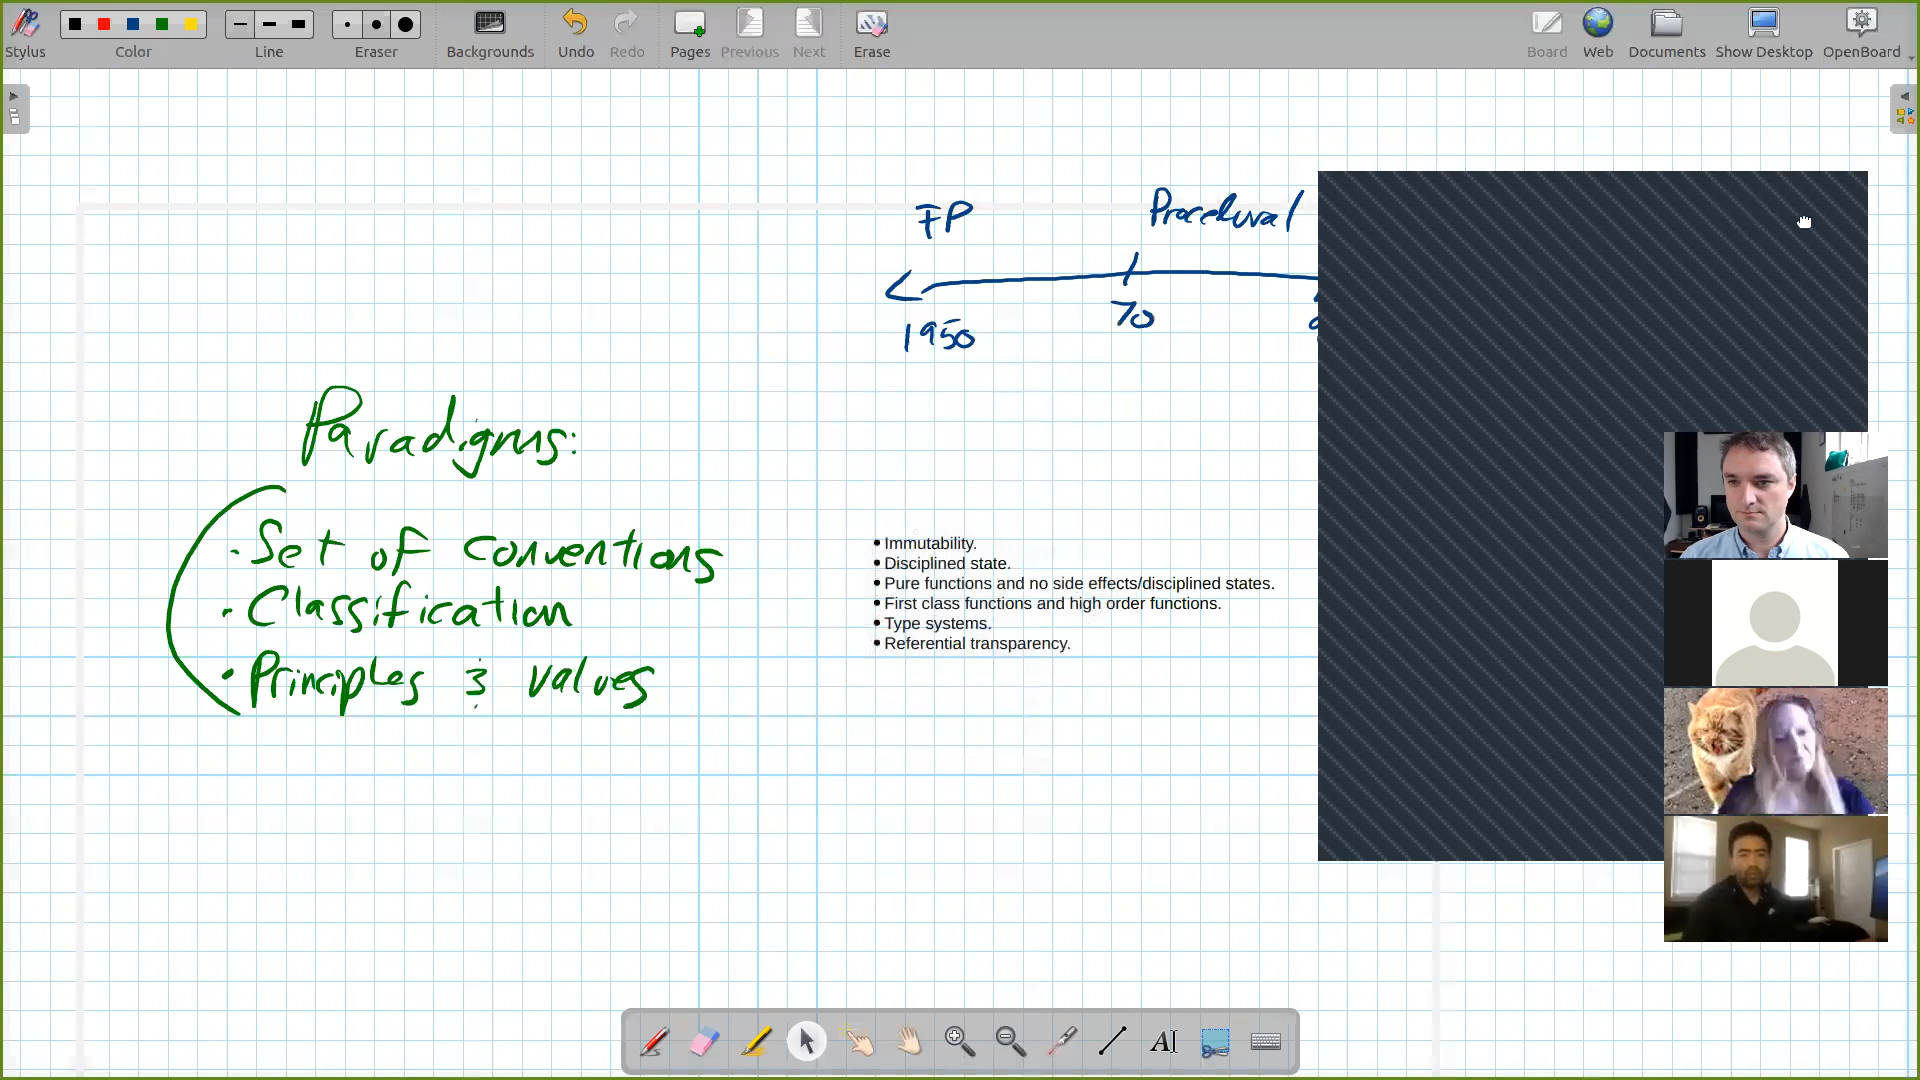 Stylus
Color
Line
Eraser
Backgrounds
Undo
Redo
Pages
Previous
Next
Erase
Board
Web
Documents
Show Desktop
OpenBoard
FP
Procedural
1950
70
Paradigms:
· Set of conventions
· Classification
· Principles & values
• Immutability.
• Disciplined state.
• Pure functions and no side effects/disciplined states.
• First class functions and high order functions.
• Type systems.
• Referential transparency.